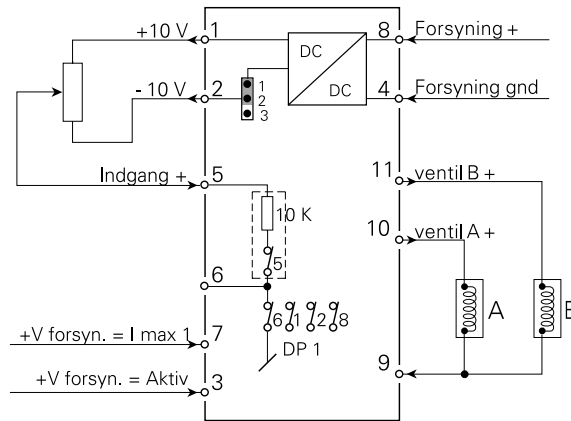 +10 V 1 8 Forsyning +
DC
DC
- 10 V 2 1 4 Forsyning gnd
2
3
Indgang + 5 11 ventil B +
10 K 10 ventil A +
5
6
A B
6 1 2 8
+V forsyn. = I max 1 7 DP 1
9
+V forsyn. = Aktiv 3